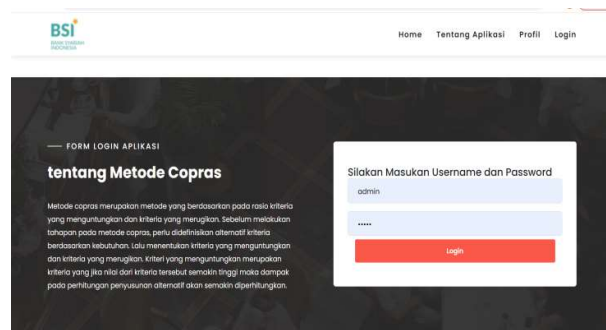 BSI
BANK SYARIAH
INDONESIA
Home Tentang Aplikasi Profil Login
FORM LOGIN APLIKASI
tentang Metode Copras
Metode copras merupakan metode yang berdasarkan pada rasio kriteria
yang menguntungkan dan kriteria yang merugikan. Sebelum melakukan
tahapan pada metode copras, perlu didefinisikan alternatif kriteria
berdasarkan kebutuhan. Lalu menentukan kriteria yang menguntungkan
dan kriteria yang merugikan. Kriteri yang menguntungkan merupakan
kriteria yang jika nilai dari kriteria tersebut semakin tinggi maka dampak
pada perhitungan penyusunan alternatif akan semakin diperhitungkan.
Silakan Masukan Username dan Password
admin
•••••
Login